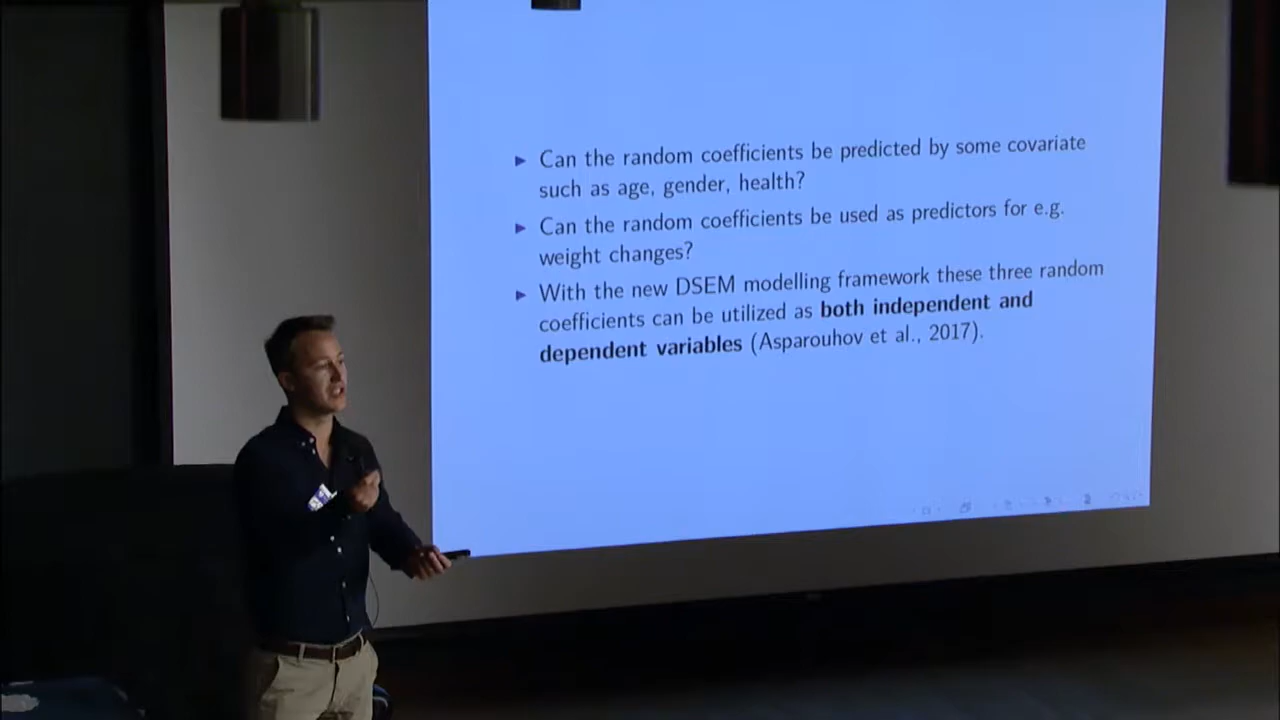 Can the random coefficients be predicted by some covariate
such as age, gender, health?
Can the random coefficients be used as predictors for e.g.
weight changes?
With the new DSEM modelling framework these three random
coefficients can be utilized as both independent and
dependent variables (Asparouhov et al., 2017).